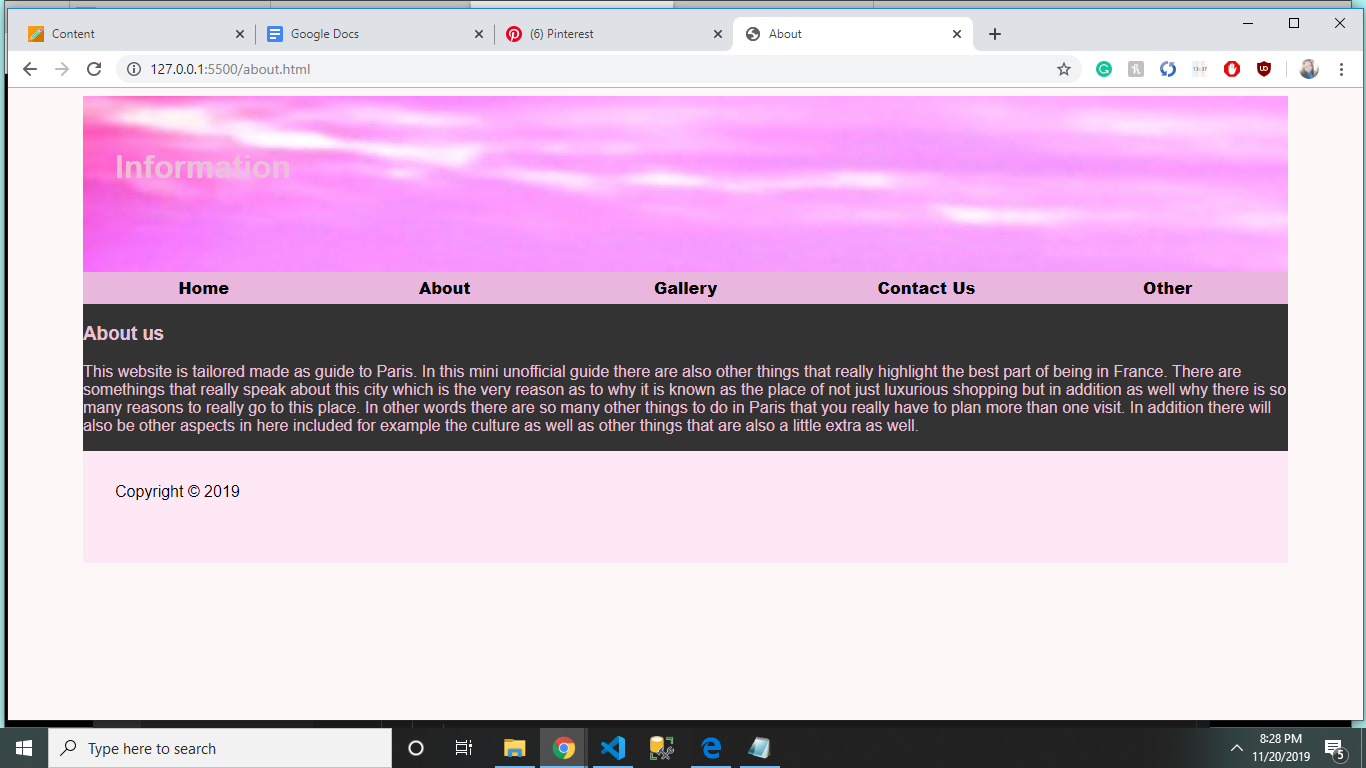 Content
Google Docs
(6) Pinterest
About
127.0.0.1:5500/about.html
Information
Home
About
Gallery
Contact Us
Other
About us
This website is tailored made as guide to Paris. In this mini unofficial guide there are also other things that really highlight the best part of being in France. There are
somethings that really speak about this city which is the very reason as to why it is known as the place of not just luxurious shopping but in addition as well why there is so
many reasons to really go to this place. In other words there are so many other things to do in Paris that you really have to plan more than one visit. In addition there will
also be other aspects in here included for example the culture as well as other things that are also a little extra as well.
Copyright © 2019
Type here to search
8:28 PM
11/20/2019
5